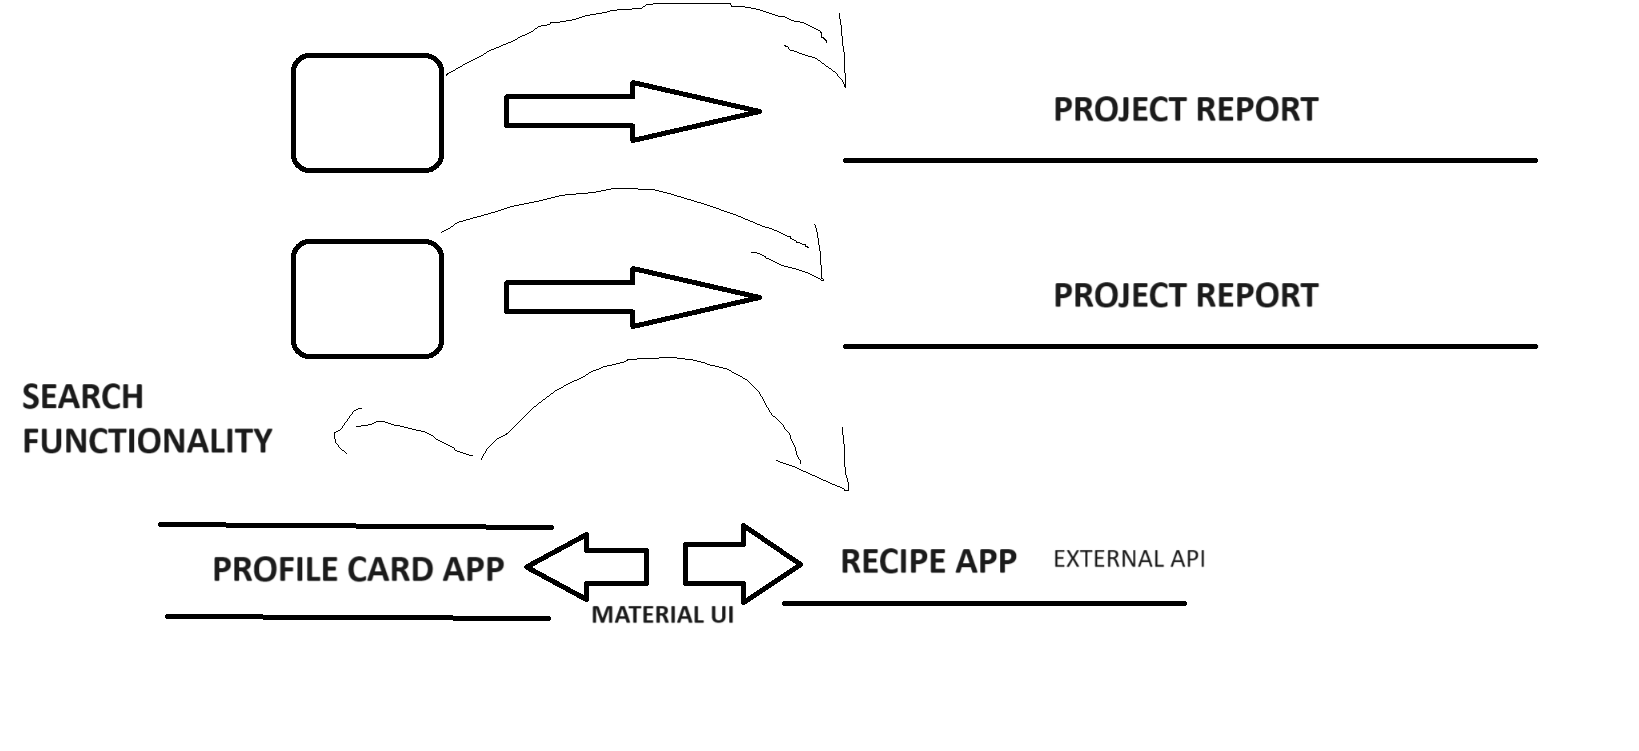 PROJECT REPORT
PROJECT REPORT
SEARCH
FUNCTIONALITY
PROFILE CARD APP
RECIPE APP
EXTERNAL API
MATERIAL UI